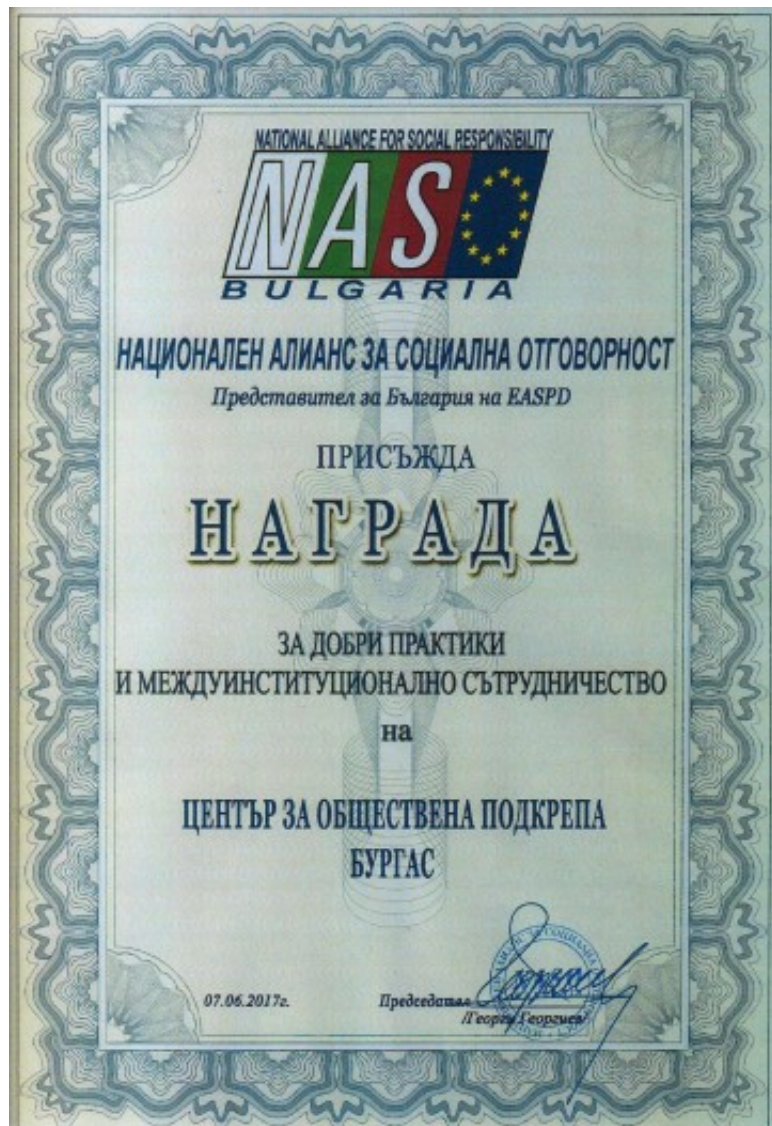 NATIONAL ALLIANCE FOR SOCIAL RESPONSIBILITY
NASO
BULGARIA
НАЦИОНАЛЕН АЛИАНС ЗА СОЦИАЛНА ОТГОВОРНОСТ
Представител за България на EASPD
ПРИСЪЖДА
НАГРАДА
ЗА ДОБРИ ПРАКТИКИ
И МЕЖДУИНСТИТУЦИОНАЛНО СЪТРУДНИЧЕСТВО
на
ЦЕНТЪР ЗА ОБЩЕСТВЕНА ПОДКРЕПА
БУРГАС
07.06.2017г. Председател
/Георги Георгиев/